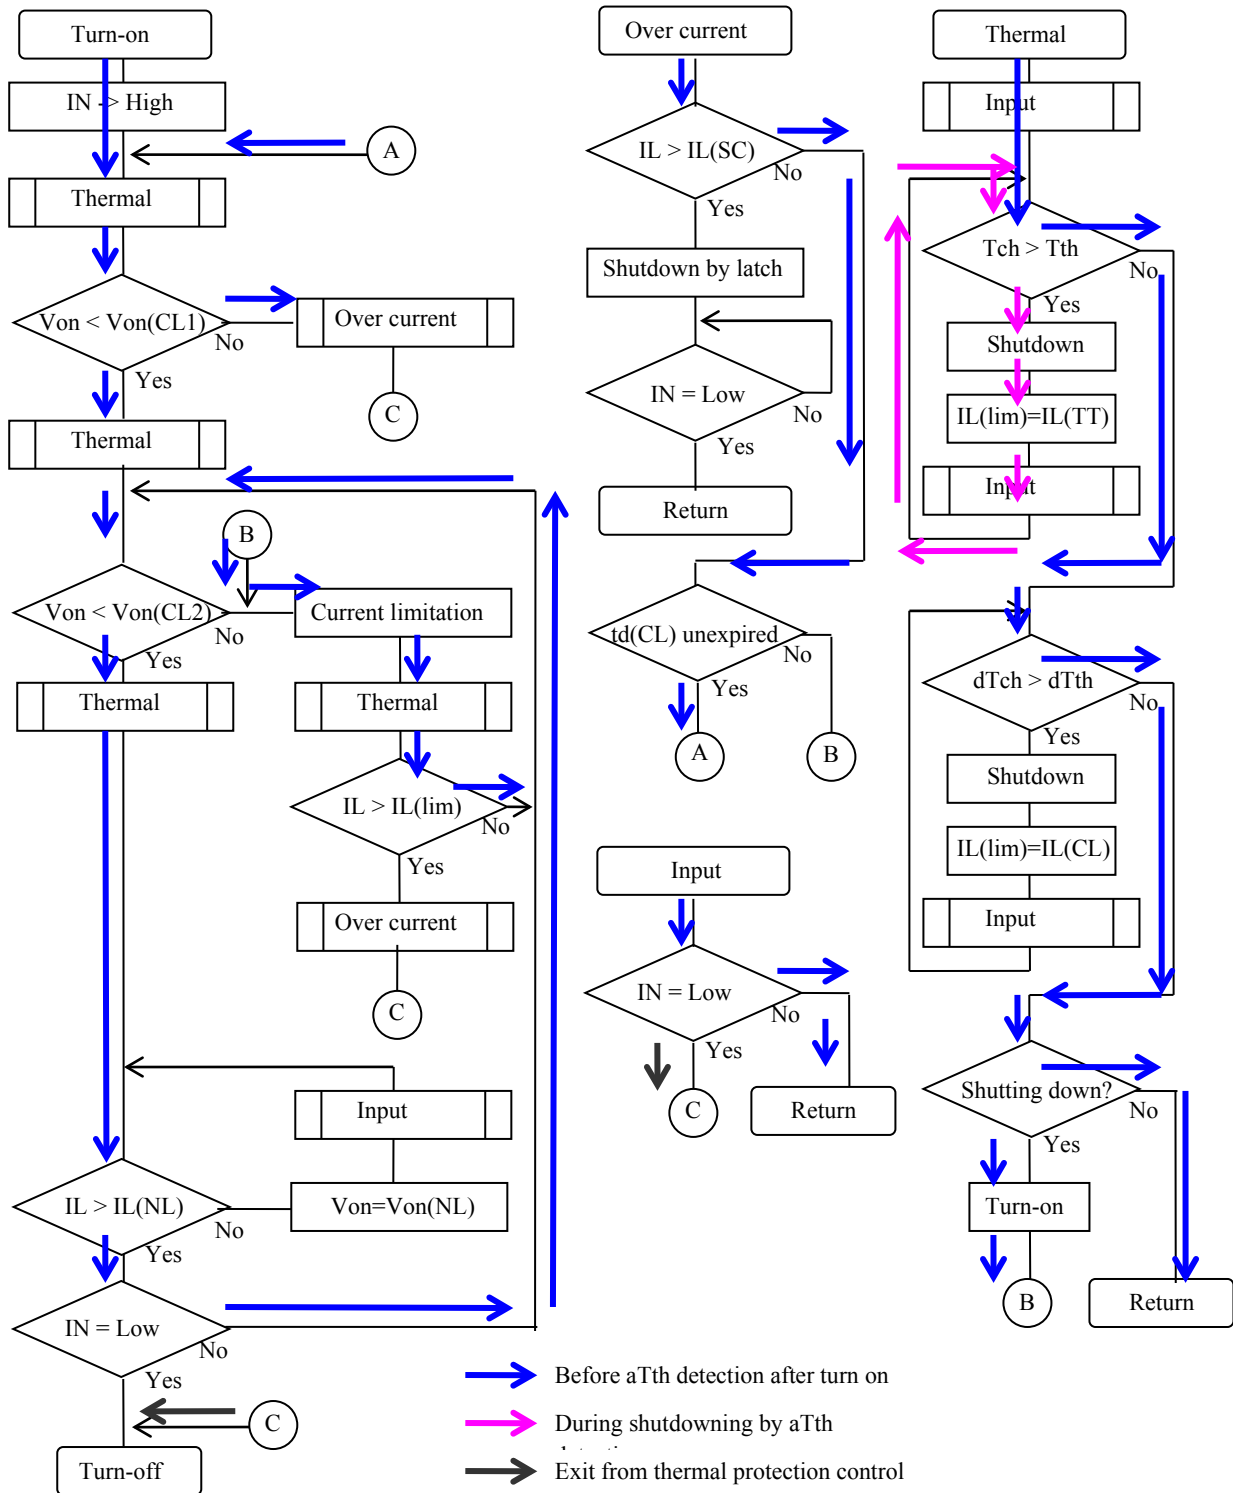 Turn-on
IN -> High
A
Thermal
Von < Von(CL1)
No
Yes
Over current
C
Thermal
B
Von < Von(CL2)
No
Yes
Current limitation
Thermal
Thermal
IL > IL(lim)
No
Yes
Over current
C
Input
Von=Von(NL)
IL > IL(NL)
No
Yes
IN = Low
No
Yes
C
Turn-off
Over current
IL > IL(SC)
No
Yes
Shutdown by latch
IN = Low
No
Yes
Return
td(CL) unexpired
No
Yes
A
B
Input
IN = Low
No
Yes
C
Return
Thermal
Input
Tch > Tth
No
Yes
Shutdown
IL(lim)=IL(TT)
Input
dTch > dTth
No
Yes
Shutdown
IL(lim)=IL(CL)
Input
Shutting down?
No
Yes
Turn-on
B
Return
Before aTth detection after turn on
During shutdowning by aTth
Exit from thermal protection control